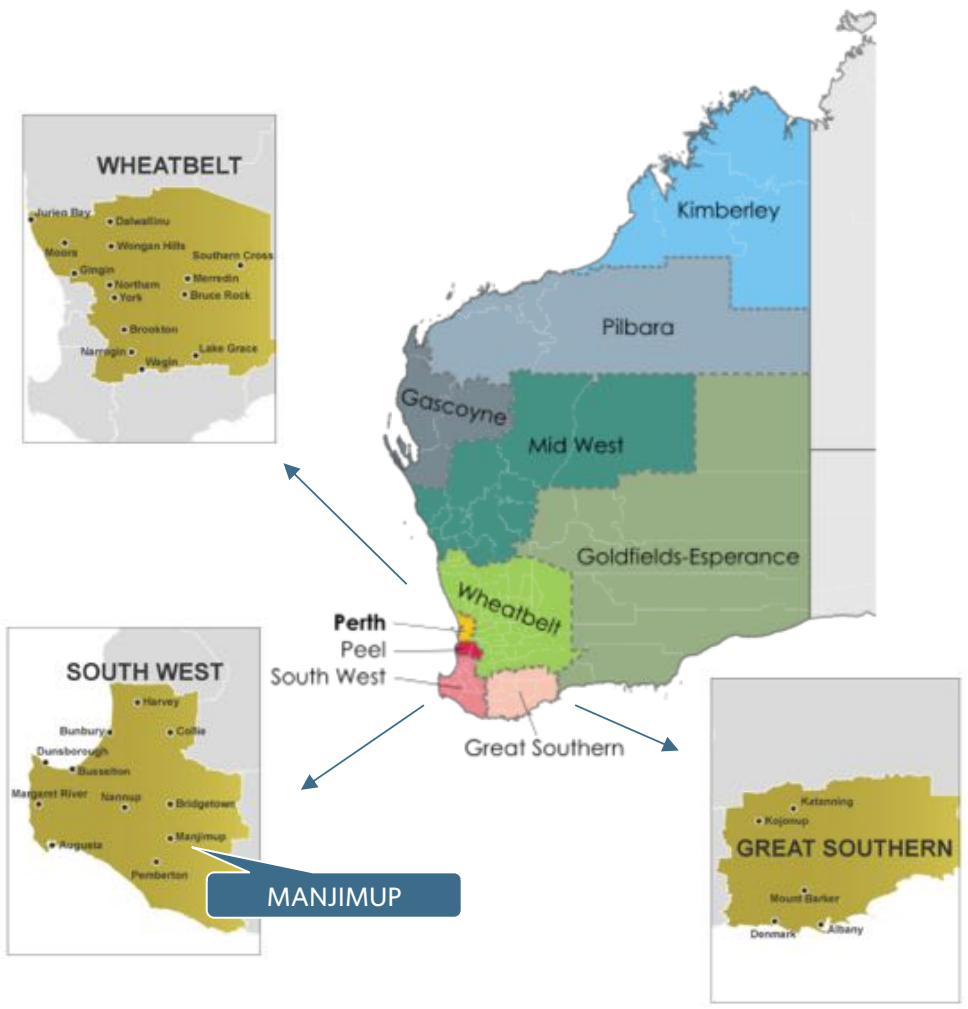 WHEATBELT
Jurien Bay
Dalwallinu
Moora
Wongan Hills
Southern Cross
Gingin
Merredin
Northam
Bruce Rock
York
Brookton
Narrogin
Lake Grace
Wagin
Kimberley
Pilbara
Gascoyne
Mid West
Goldfields-Esperance
Wheatbelt
Perth
Peel
South West
Great Southern
SOUTH WEST
Harvey
Bunbury
Collie
Dunsborough
Busselton
Margaret River
Nannup
Bridgetown
Manjimup
Augusta
Pemberton
MANJIMUP
Katanning
Kojonup
GREAT SOUTHERN
Mount Barker
Denmark
Albany